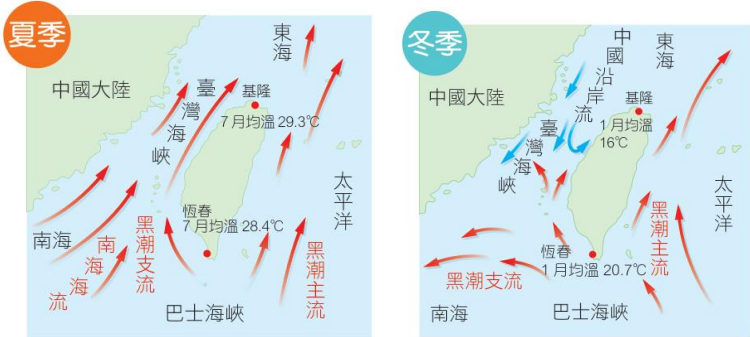 夏季
東海
中國大陸
臺灣海峽
基隆
7月均溫29.3℃
太平洋
恆春
7月均溫28.4℃
南海
南海海流
黑潮支流
黑潮主流
巴士海峽
冬季
中國沿岸流
東海
中國大陸
基隆
1月均溫
16℃
臺灣海峽
太平洋
黑潮主流
恆春
1月均溫20.7℃
黑潮支流
南海
巴士海峽